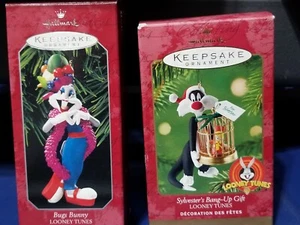 Hallmark
KEEPSAKE
ORNAMENT
Bugs Bunny
LOONEY TUNES
Hallmark
KEEPSAKE
ORNAMENT
LOONEY TUNES
Sylvester's Bang-Up Gift
LOONEY TUNES
DÉCORATION DES FÊTES